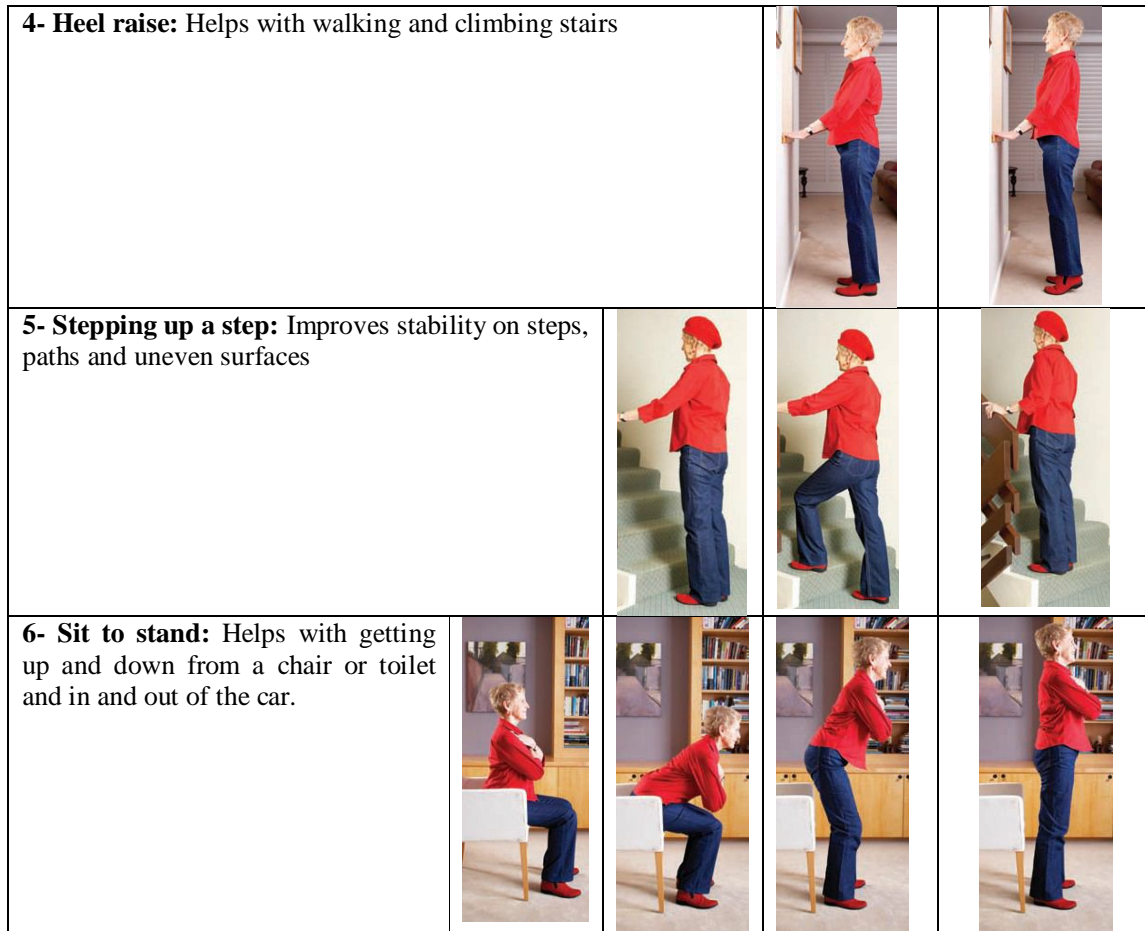 4- Heel raise: Helps with walking and climbing stairs
5- Stepping up a step: Improves stability on steps,
paths and uneven surfaces
6- Sit to stand: Helps with getting
up and down from a chair or toilet
and in and out of the car.